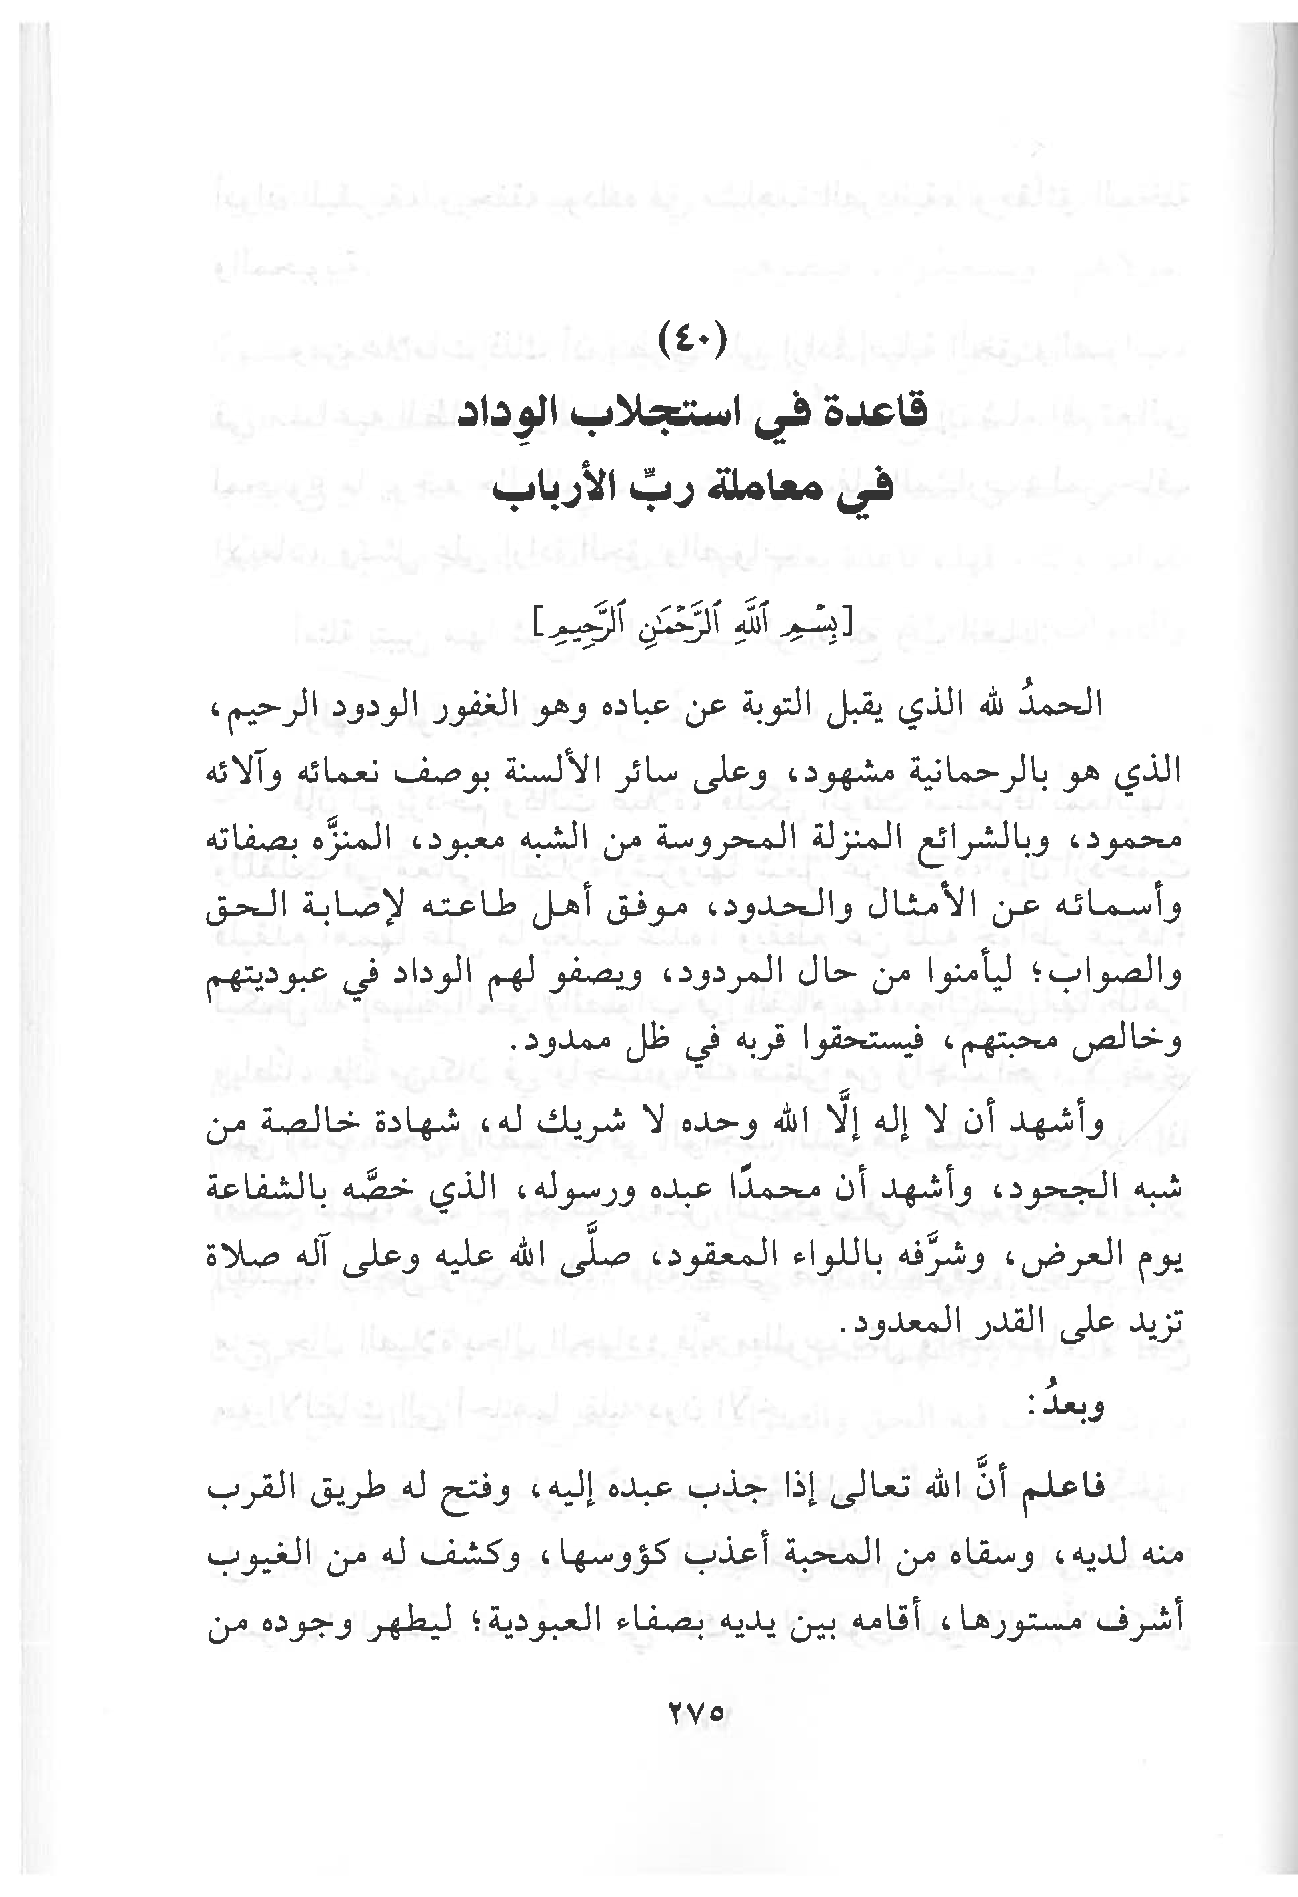 (٤٠)
قاعدة في استجلاب الوِداد
في معاملة ربِّ الأرباب
[بِسْمِ ٱللَّهِ ٱلرَّحْمَٰنِ ٱلرَّحِيمِ]
الحمدُ لله الذي يقبل التوبة عن عباده وهو الغفور الودود الرحيم،
الذي هو بالرحمانية مشهود، وعلى سائر الألسنة بوصف نعمائه وآلائه
محمود، وبالشرائع المنزلة المحروسة من الشبه معبود، المنزَّه بصفاته
وأسمائه عن الأمثال والحدود، موفق أهل طاعته لإصابة الحق
والصواب؛ ليأمنوا من حال المردود، ويصفو لهم الوداد في عبوديتهم
وخالص محبتهم، فيستحقوا قربه في ظل ممدود.
وأشهد أن لا إله إلَّا الله وحده لا شريك له، شهادة خالصة من
شبه الجحود، وأشهد أن محمدًا عبده ورسوله، الذي خصَّه بالشفاعة
يوم العرض، وشرَّفه باللواء المعقود، صلَّى الله عليه وعلى آله صلاة
تزيد على القدر المعدود.
وبعدُ:
فاعلم أنَّ الله تعالى إذا جذب عبده إليه، وفتح له طريق القرب
منه لديه، وسقاه من المحبة أعذب كؤوسها، وكشف له من الغيوب
أشرف مستورها، أقامه بين يديه بصفاء العبودية؛ ليطهر وجوده من
٢٧٥